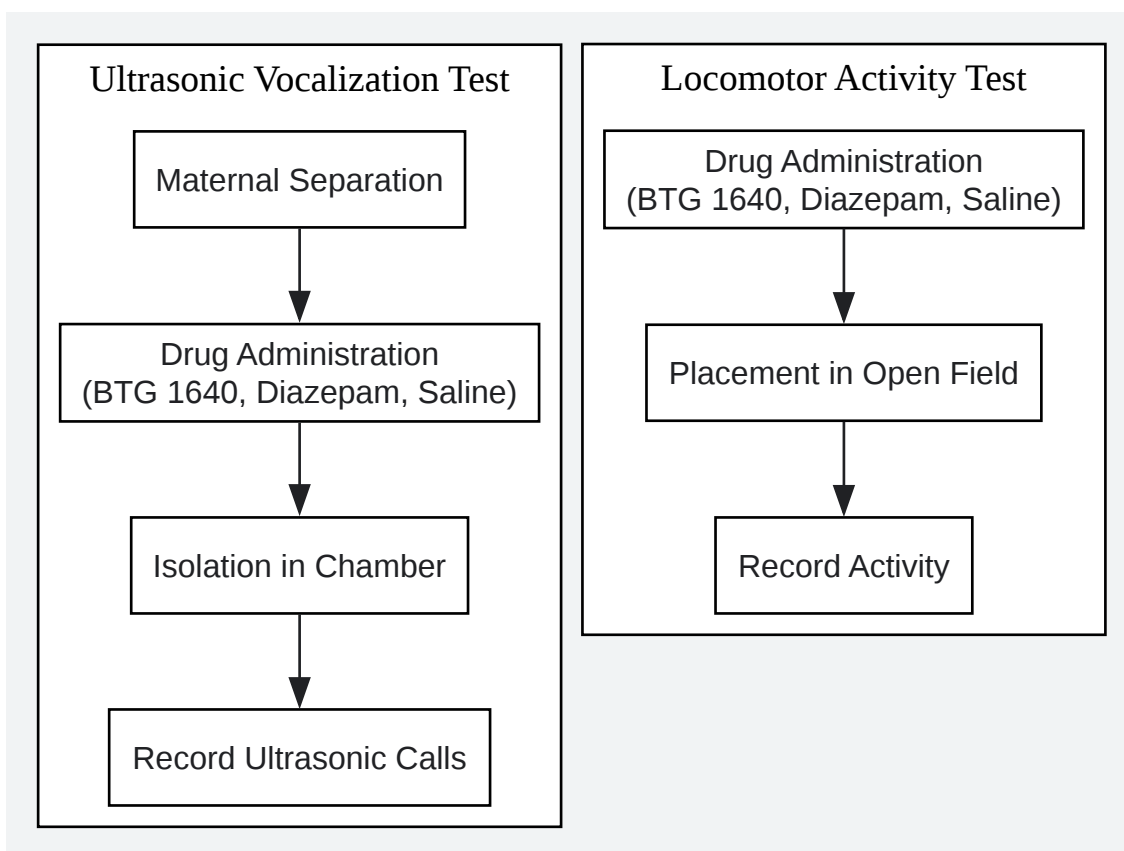 Ultrasonic Vocalization Test
Maternal Separation
Drug Administration
(BTG 1640, Diazepam, Saline)
Isolation in Chamber
Record Ultrasonic Calls
Locomotor Activity Test
Drug Administration
(BTG 1640, Diazepam, Saline)
Placement in Open Field
Record Activity